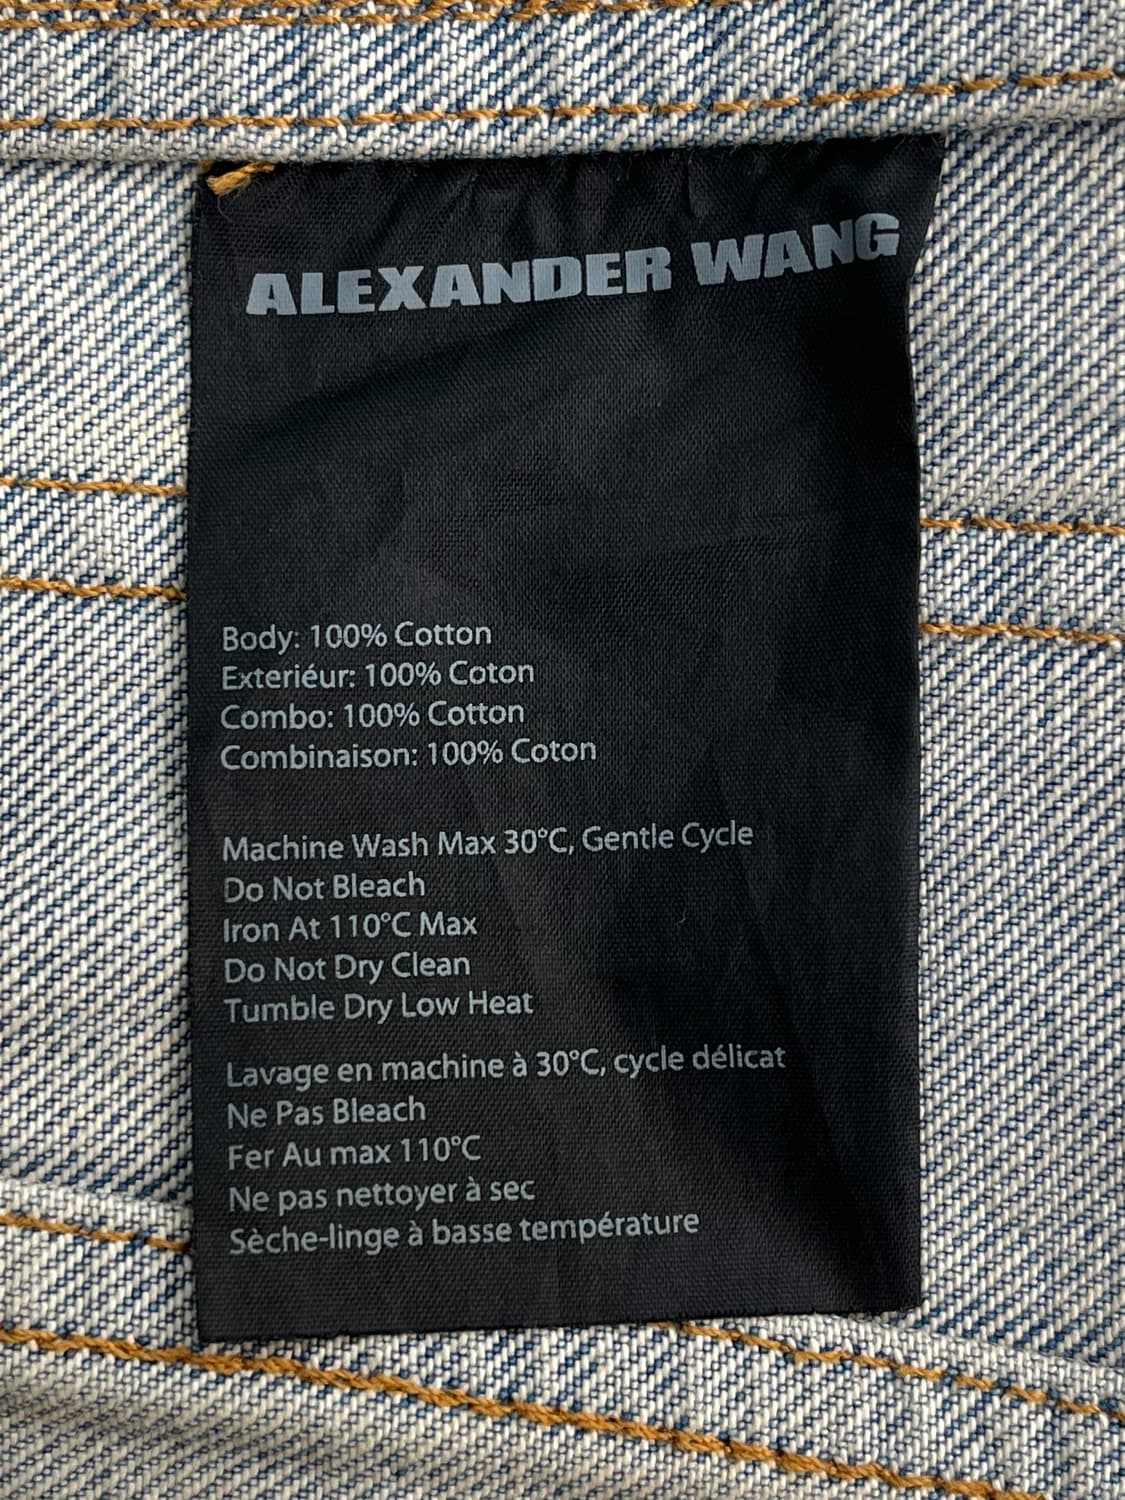 ALEXANDER WANG
Body: 100% Cotton
Exteriéur: 100% Coton
Combo: 100% Cotton
Combinaison: 100% Coton
Machine Wash Max 30°C, Gentle Cycle
Do Not Bleach
Iron At 110°C Max
Do Not Dry Clean
Tumble Dry Low Heat
Lavage en machine à 30°C, cycle délicat
Ne Pas Bleach
Fer Au max 110°C
Ne pas nettoyer à sec
Sèche-linge à basse température